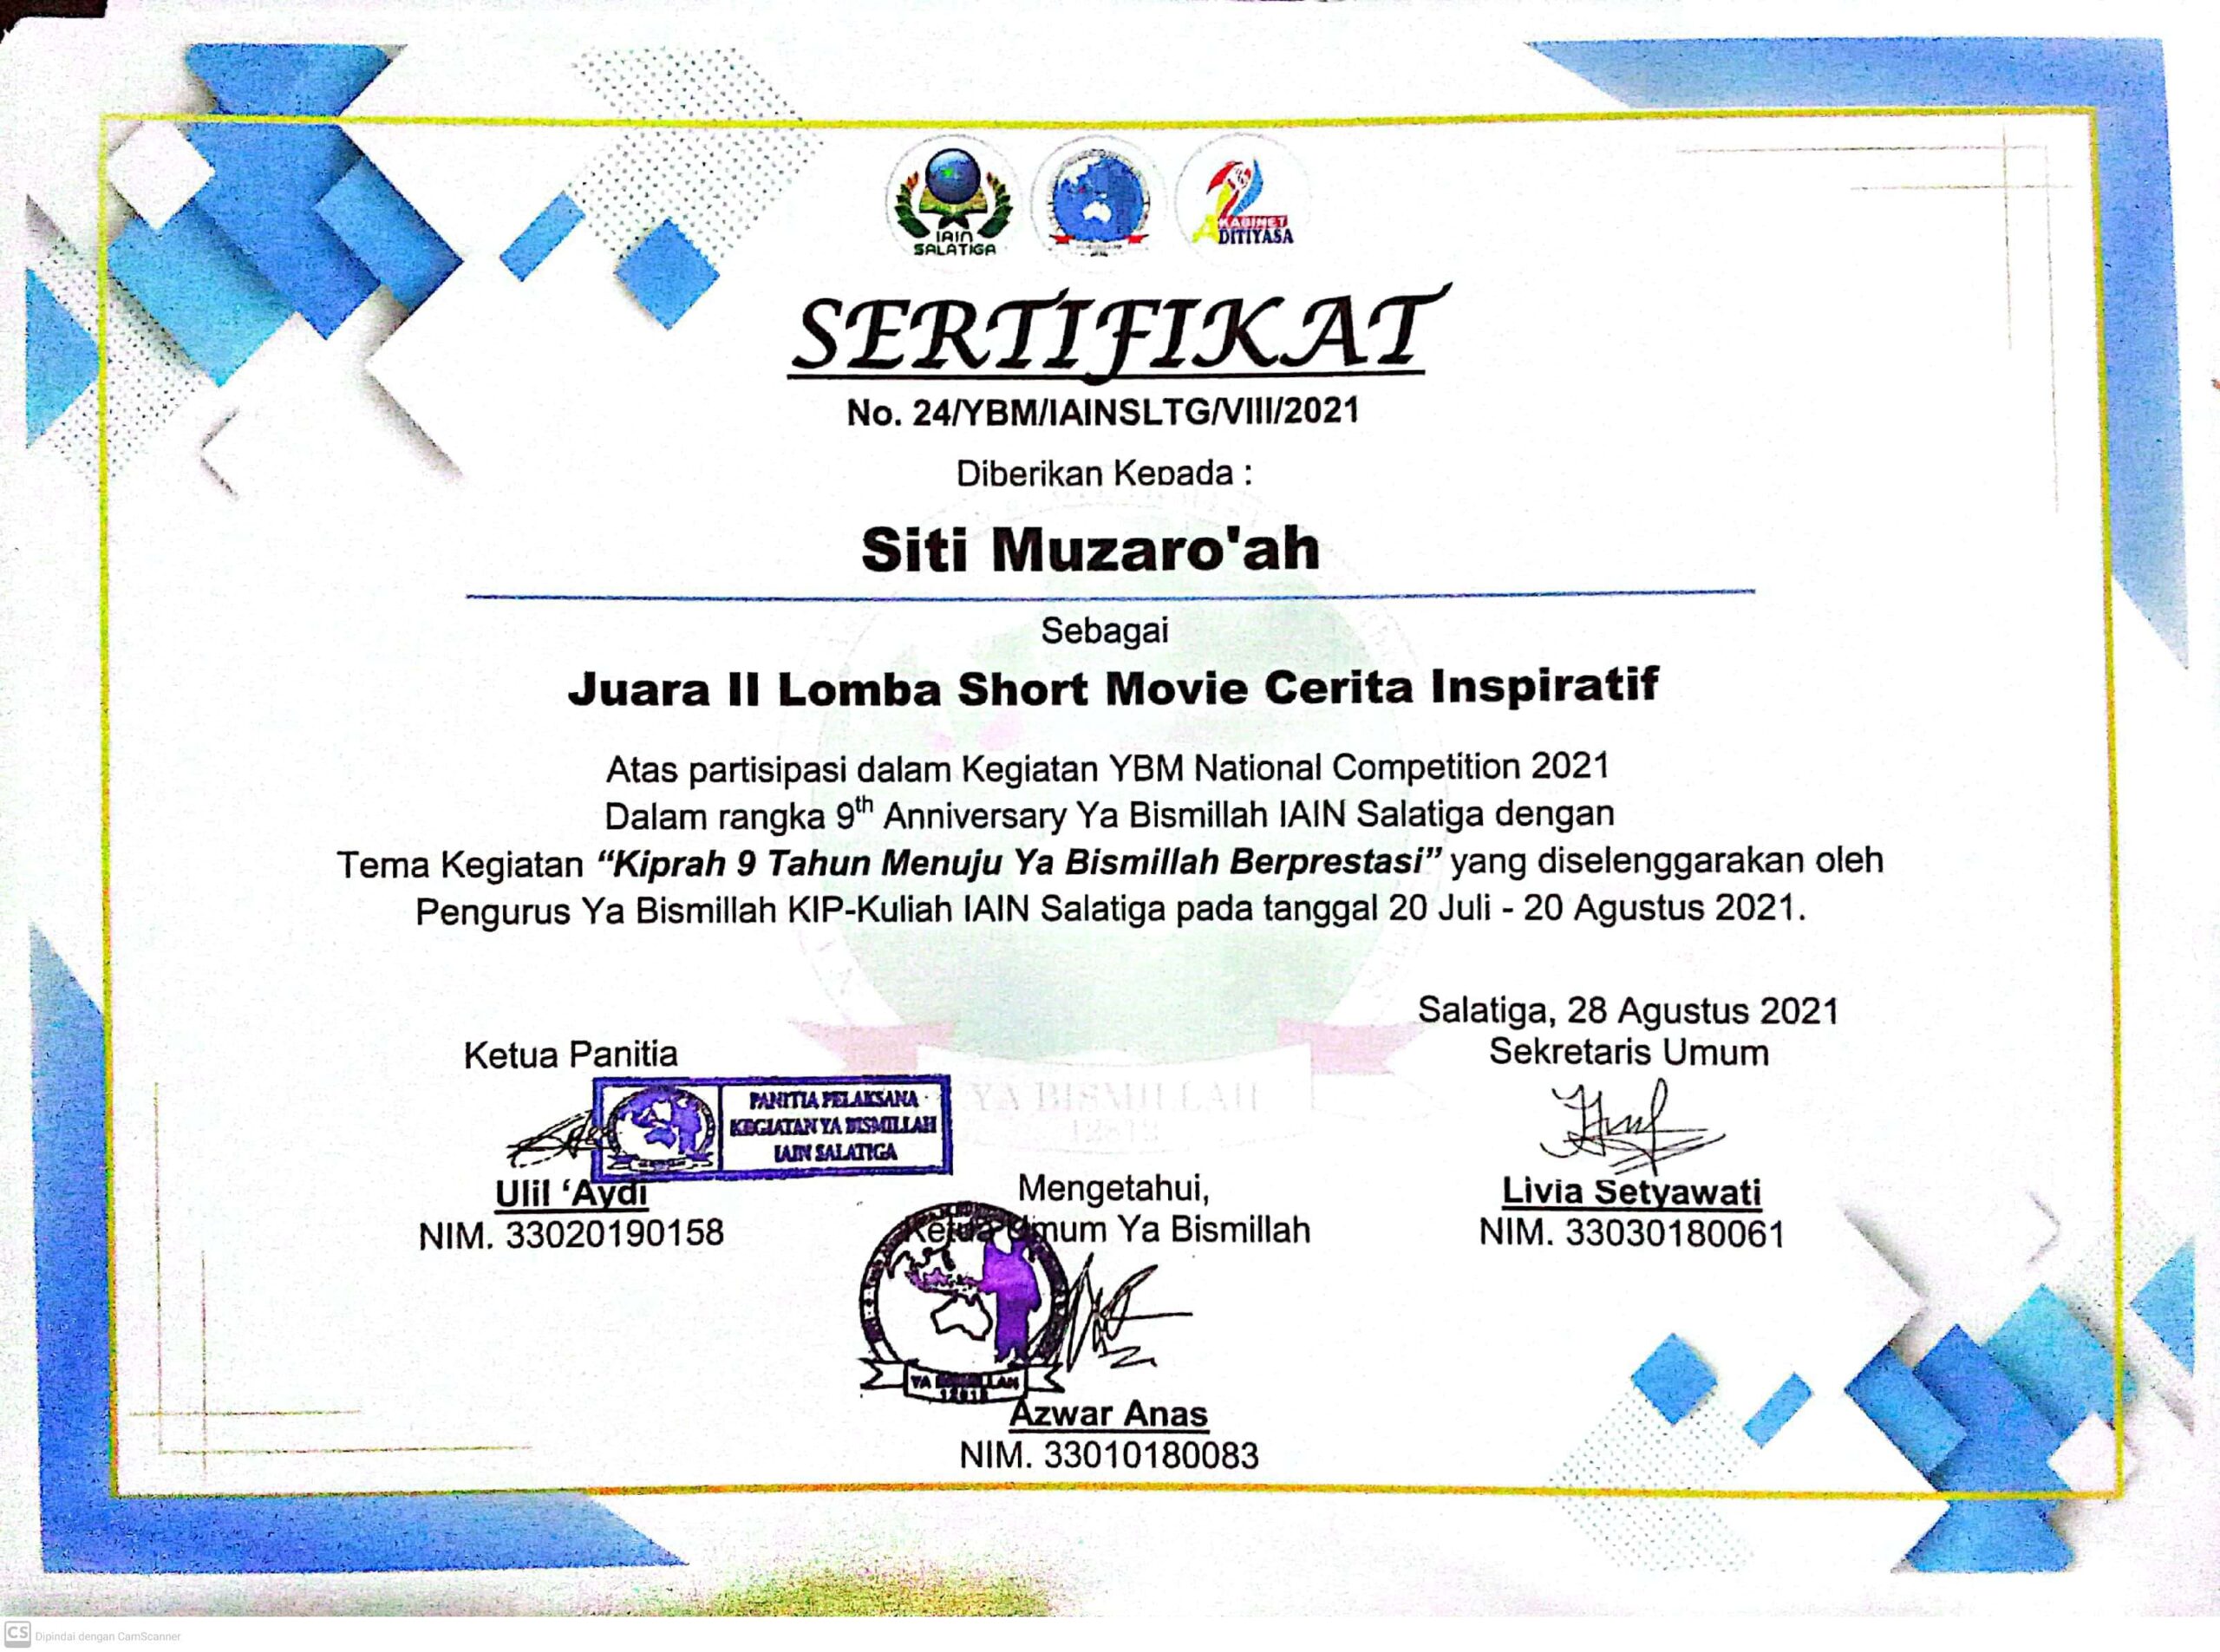 IAIN
SALATIGA
KABINET
ADITIYASA
SERTIFIKAT
No. 24/YBM/IAINSLTG/VIII/2021
Diberikan Kepada :
Siti Muzaro'ah
Sebagai
Juara II Lomba Short Movie Cerita Inspiratif
Atas partisipasi dalam Kegiatan YBM National Competition 2021
Dalam rangka 9th Anniversary Ya Bismillah IAIN Salatiga dengan
Tema Kegiatan “Kiprah 9 Tahun Menuju Ya Bismillah Berprestasi” yang diselenggarakan oleh
Pengurus Ya Bismillah KIP-Kuliah IAIN Salatiga pada tanggal 20 Juli - 20 Agustus 2021.
Salatiga, 28 Agustus 2021
Ketua Panitia
Sekretaris Umum
PANITIA PELAKSANA
KEGIATAN YA BISMILLAH
IAIN SALATIGA
YA BISMILLAH
Ulil ‘Aydi
NIM. 33020190158
Livia Setyawati
NIM. 33030180061
Mengetahui,
Ketua Umum Ya Bismillah
Azwar Anas
NIM. 33010180083
CS Dipindai dengan CamScanner